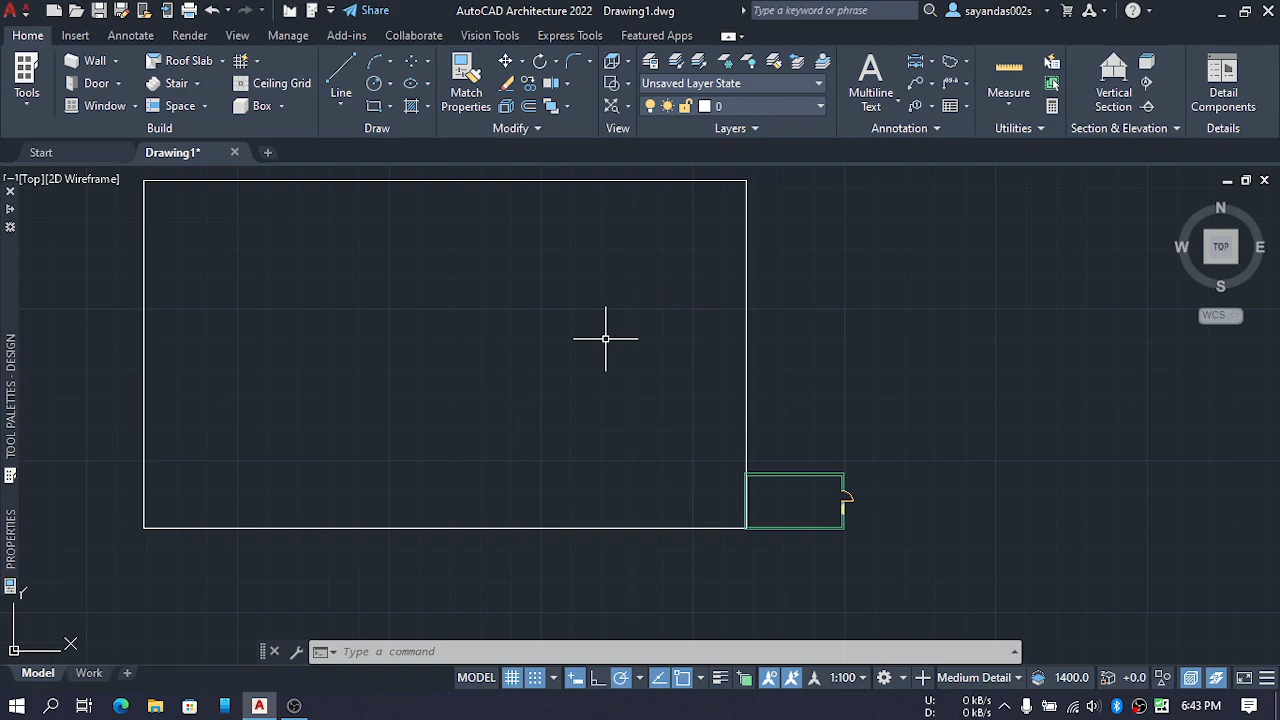 Share
AutoCAD Architecture 2022 Drawing1.dwg
Type a keyword or phrase
sayandas002s
Home Insert Annotate Render View Manage Add-ins Collaborate Vision Tools Express Tools Featured Apps
Tools
Wall
Roof Slab
Door
Stair
Ceiling Grid
Window
Space
Box
Line
Match
Properties
Unsaved Layer State
0
Multiline
Text
Measure
Vertical
Section
Detail
Components
Build Draw Modify View Layers Annotation Utilities Section & Elevation Details
Start Drawing1*
[−][Top][2D Wireframe]
N
W TOP E
S
WCS
TOOL PALETTES - DESIGN
PROPERTIES
Y
X
Type a command
Model Work
MODEL 1:100 Medium Detail 1400.0 +0.0
U: 0 kB/s
D: 0 kB/s
6:43 PM